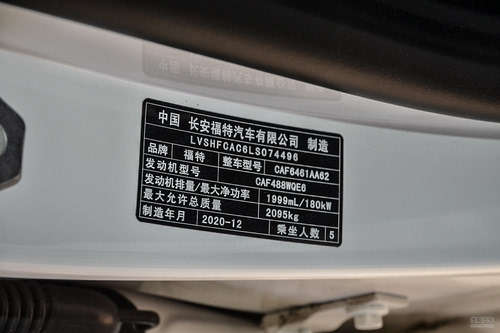 中国 长安福特汽车有限公司 制造
LVSHFCAC6LS074496
品牌 福特 整车型号 CAF6461AA62
发动机型号 CAF488WQE6
发动机排量/最大净功率 1999mL/180kW
最大允许总质量 2095kg
制造年月 2020-12 乘坐人数 5